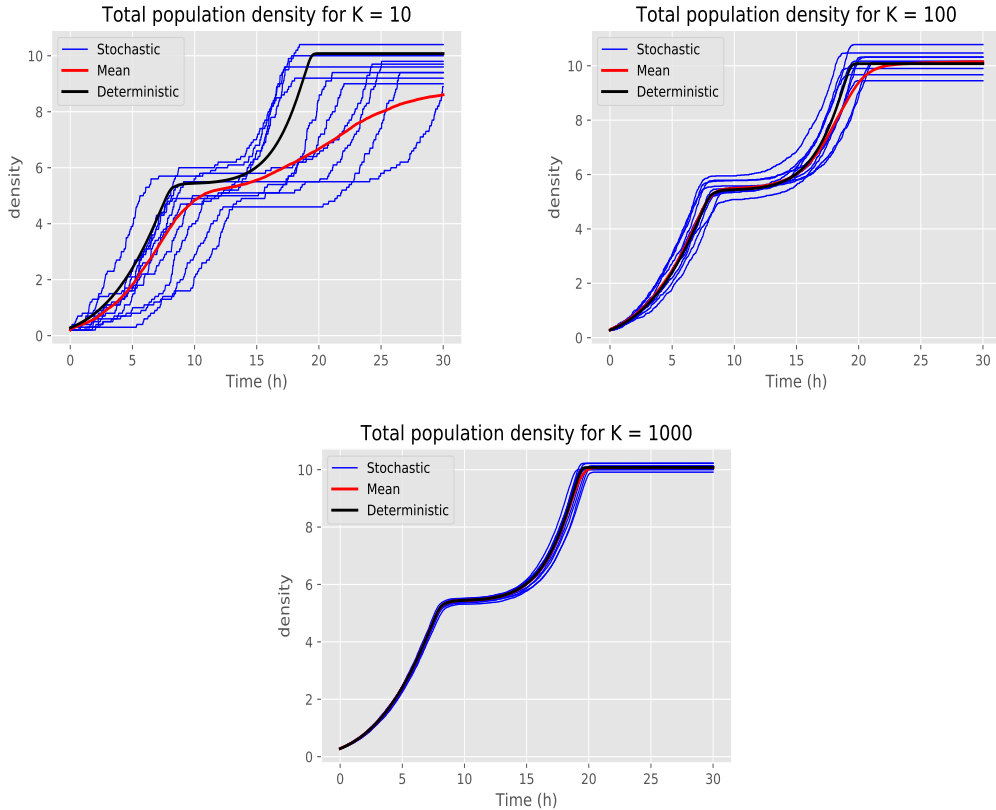 Total population density for K = 10
Stochastic
Mean
Deterministic
density
10
8
6
4
2
0
0 5 10 15 20 25 30
Time (h)
Total population density for K = 100
Stochastic
Mean
Deterministic
density
10
8
6
4
2
0
0 5 10 15 20 25 30
Time (h)
Total population density for K = 1000
Stochastic
Mean
Deterministic
density
10
8
6
4
2
0
0 5 10 15 20 25 30
Time (h)